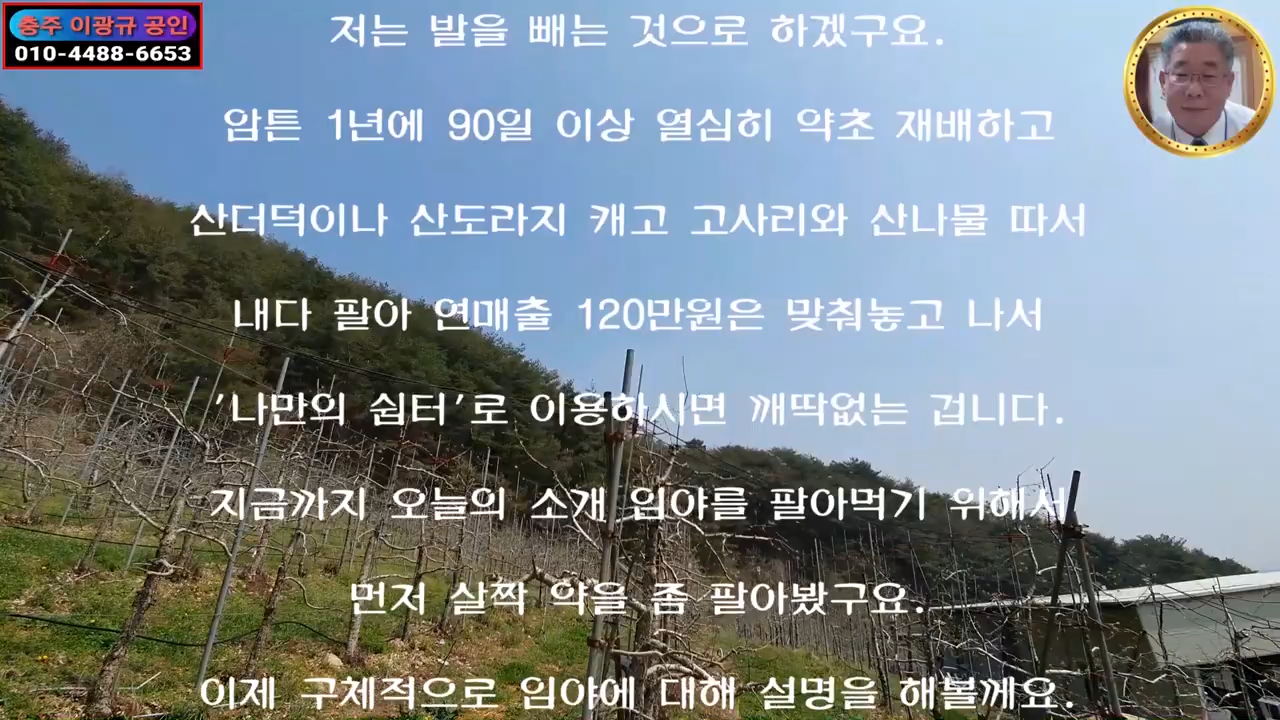 충주 이광규 공인
010-4488-6653
저는 발을 빼는 것으로 하겠구요.
암튼 1년에 90일 이상 열심히 약초 재배하고
산더덕이나 산도라지 캐고 고사리와 산나물 따서
내다 팔아 연매출 120만원은 맞춰놓고 나서
'나만의 쉼터'로 이용하시면 깨딱없는 겁니다.
지금까지 오늘의 소개 임야를 팔아먹기 위해서
먼저 살짝 약을 좀 팔아봤구요.
이제 구체적으로 임야에 대해 설명을 해볼께요.